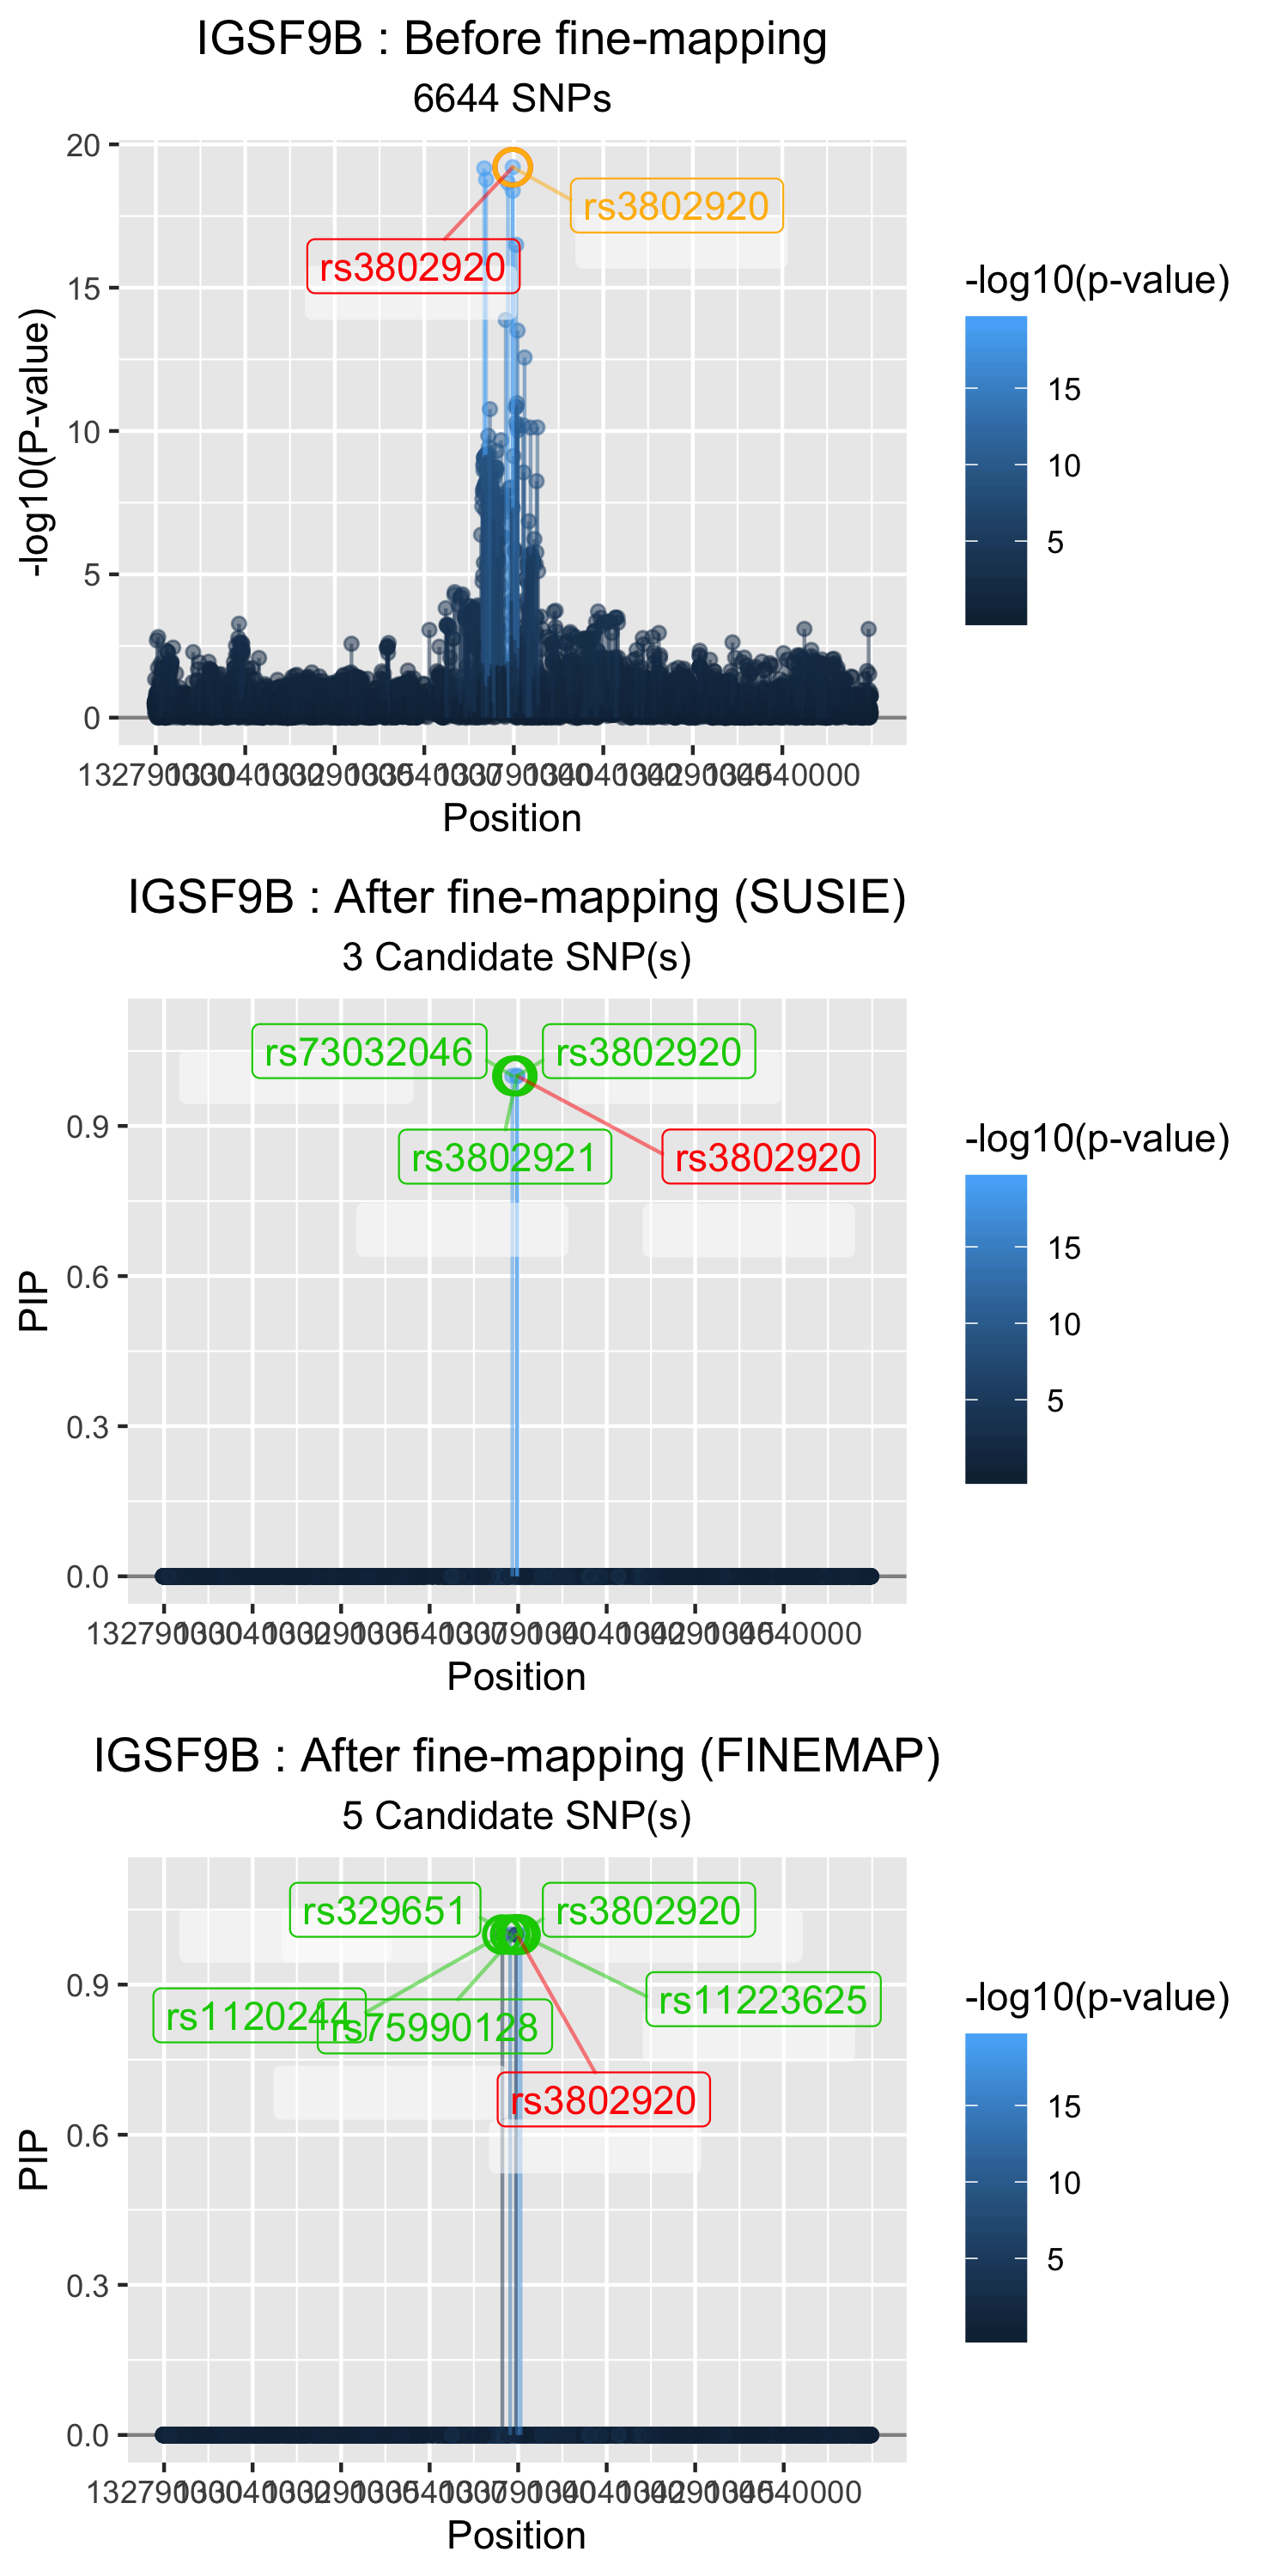 IGSF9B : Before fine-mapping
6644 SNPs
20
15
10
5
0
-log10(P-value)
rs3802920
rs3802920
Position
-log10(p-value)
15
10
5
IGSF9B : After fine-mapping (SUSIE)
3 Candidate SNP(s)
0.9
0.6
0.3
0.0
PIP
rs73032046
rs3802920
rs3802921
rs3802920
Position
-log10(p-value)
15
10
5
IGSF9B : After fine-mapping (FINEMAP)
5 Candidate SNP(s)
0.9
0.6
0.3
0.0
PIP
rs329651
rs3802920
rs1120244
rs75990128
rs11223625
rs3802920
Position
-log10(p-value)
15
10
5